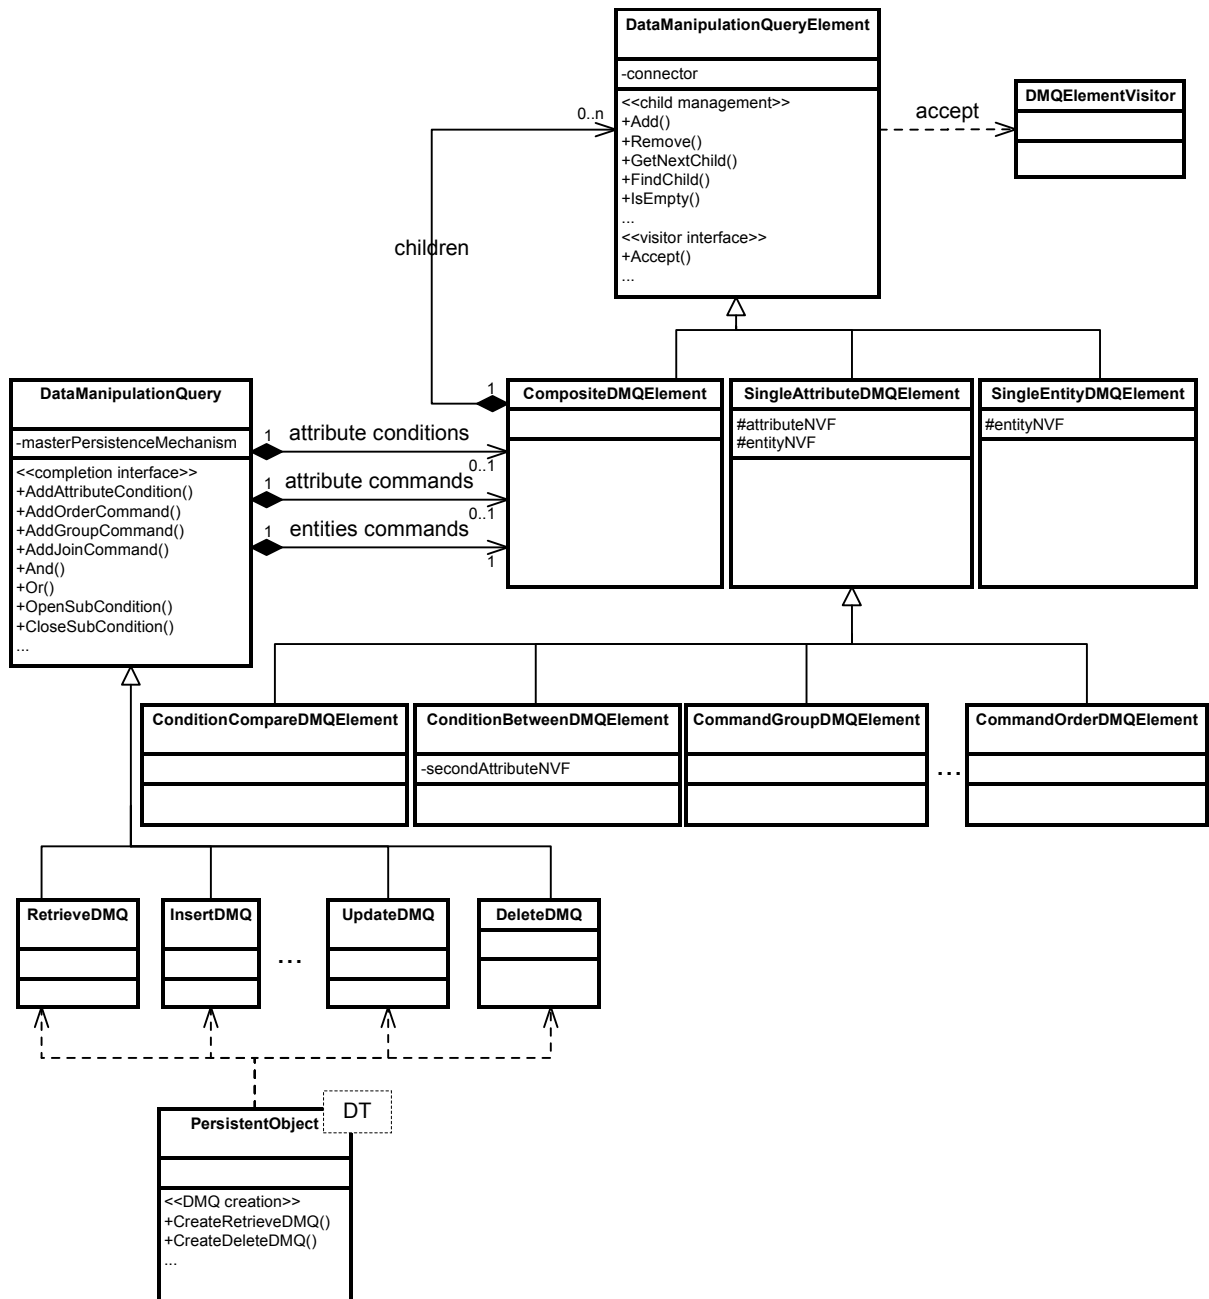 DataManipulationQueryElement
-connector
<<child management>>
+Add()
+Remove()
+GetNextChild()
+FindChild()
+IsEmpty()
...
<<visitor interface>>
+Accept()
...
accept
DMQElementVisitor
0..n
children
1
DataManipulationQuery
-masterPersistenceMechanism
<<completion interface>>
+AddAttributeCondition()
+AddOrderCommand()
+AddGroupCommand()
+AddJoinCommand()
+And()
+Or()
+OpenSubCondition()
+CloseSubCondition()
...
1 attribute conditions
0..1
1 attribute commands
0..1
1 entities commands
1
CompositeDMQElement
SingleAttributeDMQElement
#attributeNVF
#entityNVF
SingleEntityDMQElement
#entityNVF
ConditionCompareDMQElement
ConditionBetweenDMQElement
-secondAttributeNVF
CommandGroupDMQElement
...
CommandOrderDMQElement
RetrieveDMQ
InsertDMQ
...
UpdateDMQ
DeleteDMQ
DT
PersistentObject
<<DMQ creation>>
+CreateRetrieveDMQ()
+CreateDeleteDMQ()
...